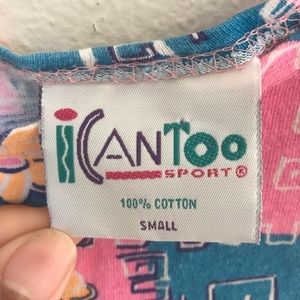 iCANTOO
SPORT®
100% COTTON
SMALL